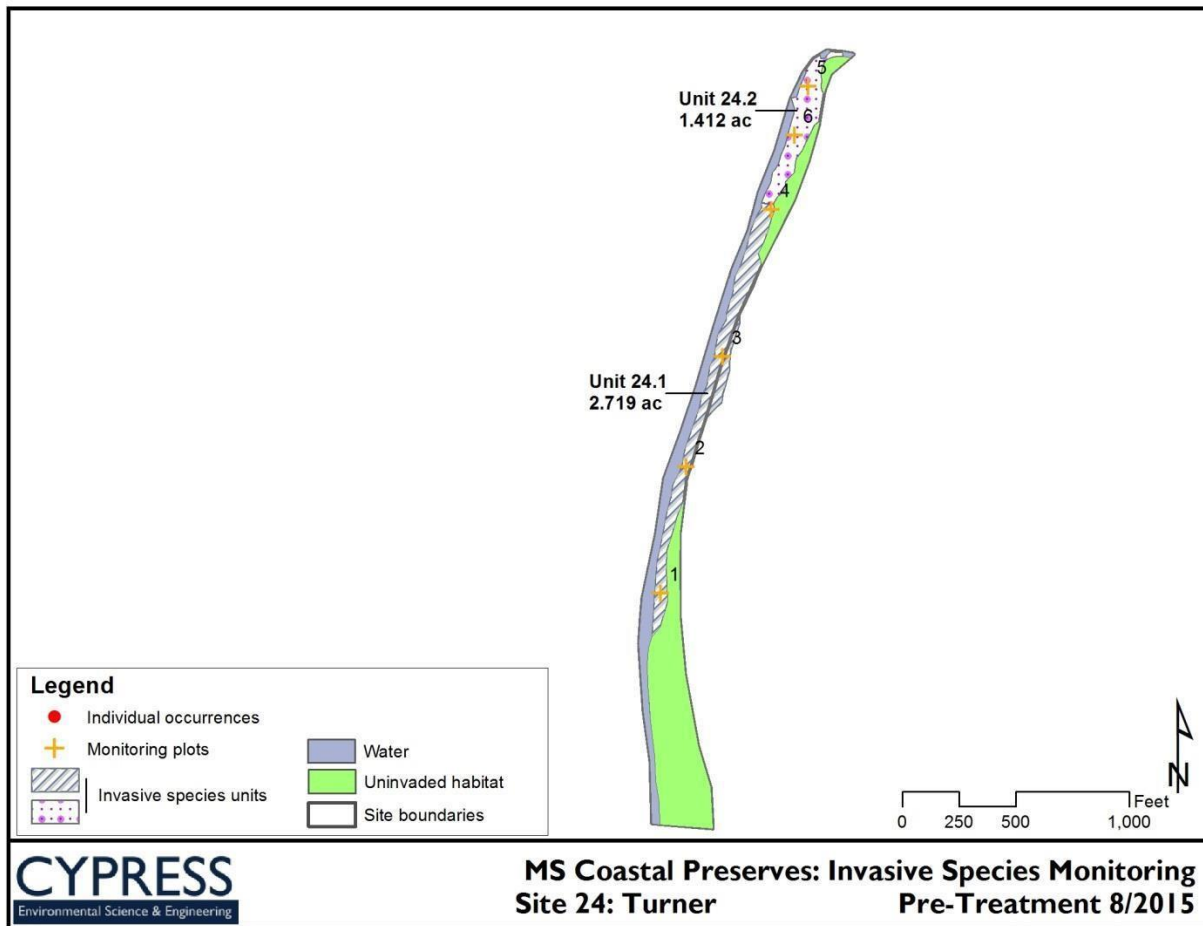 Unit 24.2
1.412 ac
5
6
4
3
Unit 24.1
2.719 ac
2
1
Legend
Individual occurrences
Monitoring plots
Invasive species units
Water
Uninvaded habitat
Site boundaries
N
Feet
0 250 500 1,000
CYPRESS
Environmental Science & Engineering
MS Coastal Preserves: Invasive Species Monitoring
Site 24: Turner Pre-Treatment 8/2015